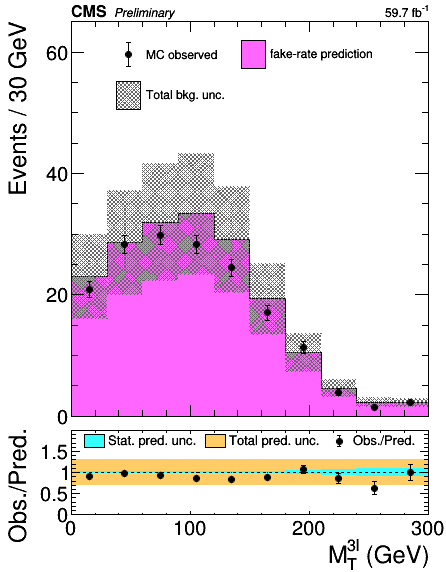 CMS Preliminary 59.7 fb⁻¹
Events / 30 GeV
MC observed
fake-rate prediction
Total bkg. unc.
60
40
20
0
Obs./Pred.
Stat. pred. unc. Total pred. unc. Obs./Pred.
1.5
1
0.5
0
0 100 200 300
M_T^{3l} (GeV)